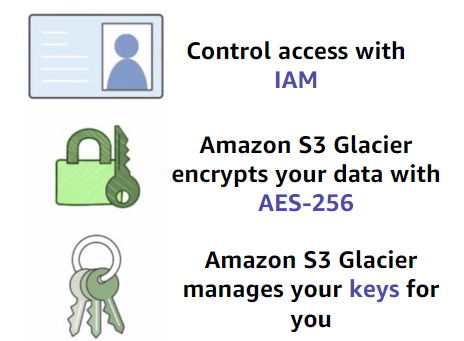 Control access with
IAM
Amazon S3 Glacier
encrypts your data with
AES-256
Amazon S3 Glacier
manages your keys for
you